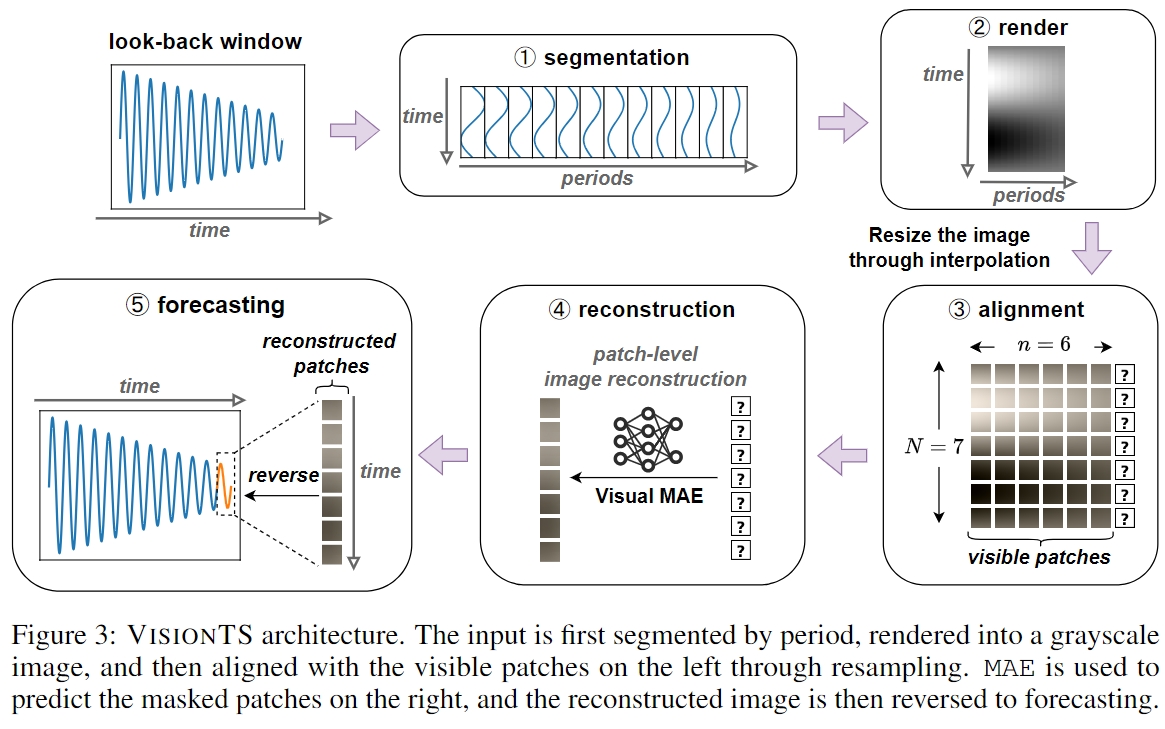 look-back window
time
① segmentation
time
periods
② render
time
periods
Resize the image
through interpolation
③ alignment
n = 6
N = 7
? ? ? ? ? ? ?
visible patches
④ reconstruction
patch-level
image reconstruction
? ? ? ? ? ? ?
Visual MAE
⑤ forecasting
reconstructed
patches
time
reverse
time
Figure 3: VISIONTS architecture. The input is first segmented by period, rendered into a grayscale
image, and then aligned with the visible patches on the left through resampling. MAE is used to
predict the masked patches on the right, and the reconstructed image is then reversed to forecasting.